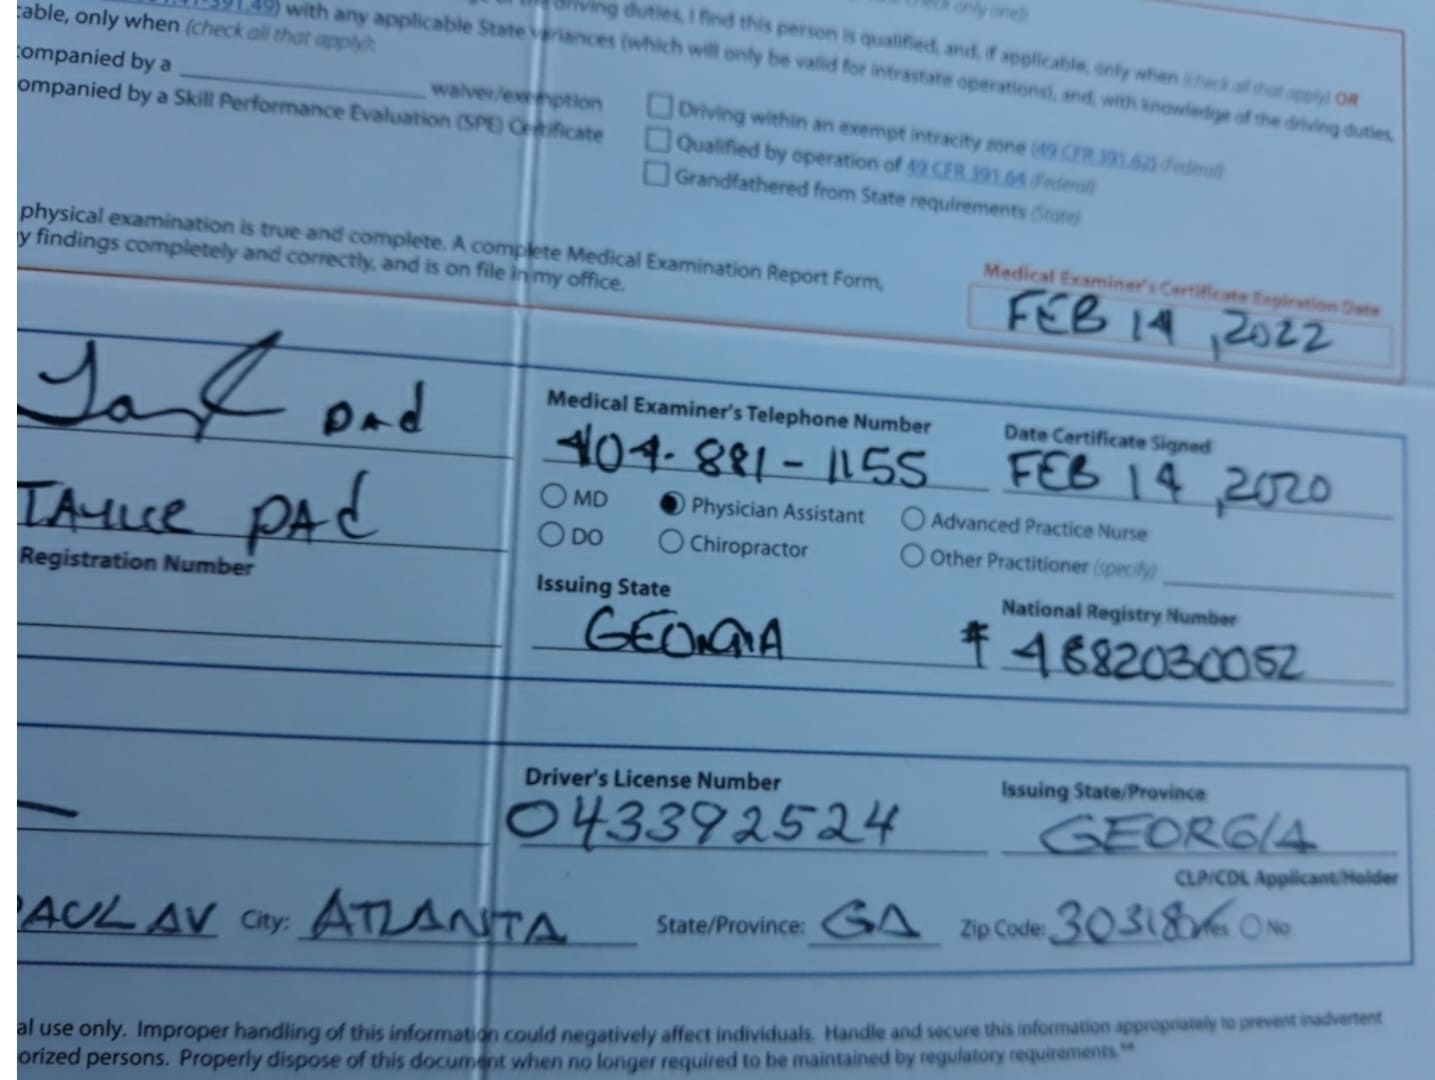 driving duties, I find this person is qualified, and, if applicable, only when (check all that apply) OR
391.49) with any applicable State variances (which will only be valid for intrastate operations), and, with knowledge of the driving duties,
able, only when (check all that apply):
ompanied by a waiver/exemption
Driving within an exempt intracity zone (49 CFR 391.62) (Federal)
ompanied by a Skill Performance Evaluation (SPE) Certificate
Qualified by operation of 49 CFR 391.64 (Federal)
Grandfathered from State requirements (State)
physical examination is true and complete. A complete Medical Examination Report Form,
y findings completely and correctly, and is on file in my office.
Medical Examiner's Certificate Expiration Date
FEB 14, 2022
Medical Examiner's Telephone Number
Date Certificate Signed
404-881-1155
FEB 14, 2020
MD Physician Assistant Advanced Practice Nurse
DO Chiropractor Other Practitioner (specify)
Registration Number
Issuing State
National Registry Number
GEORGIA
Driver's License Number
Issuing State/Province
043392524
GEORGIA
CLP/CDL Applicant/Holder
AUL AV City: ATLANTA State/Province: GA Zip Code: 30318 Yes No
al use only. Improper handling of this information could negatively affect individuals. Handle and secure this information appropriately to prevent inadvertent
orized persons. Properly dispose of this document when no longer required to be maintained by regulatory requirements.**